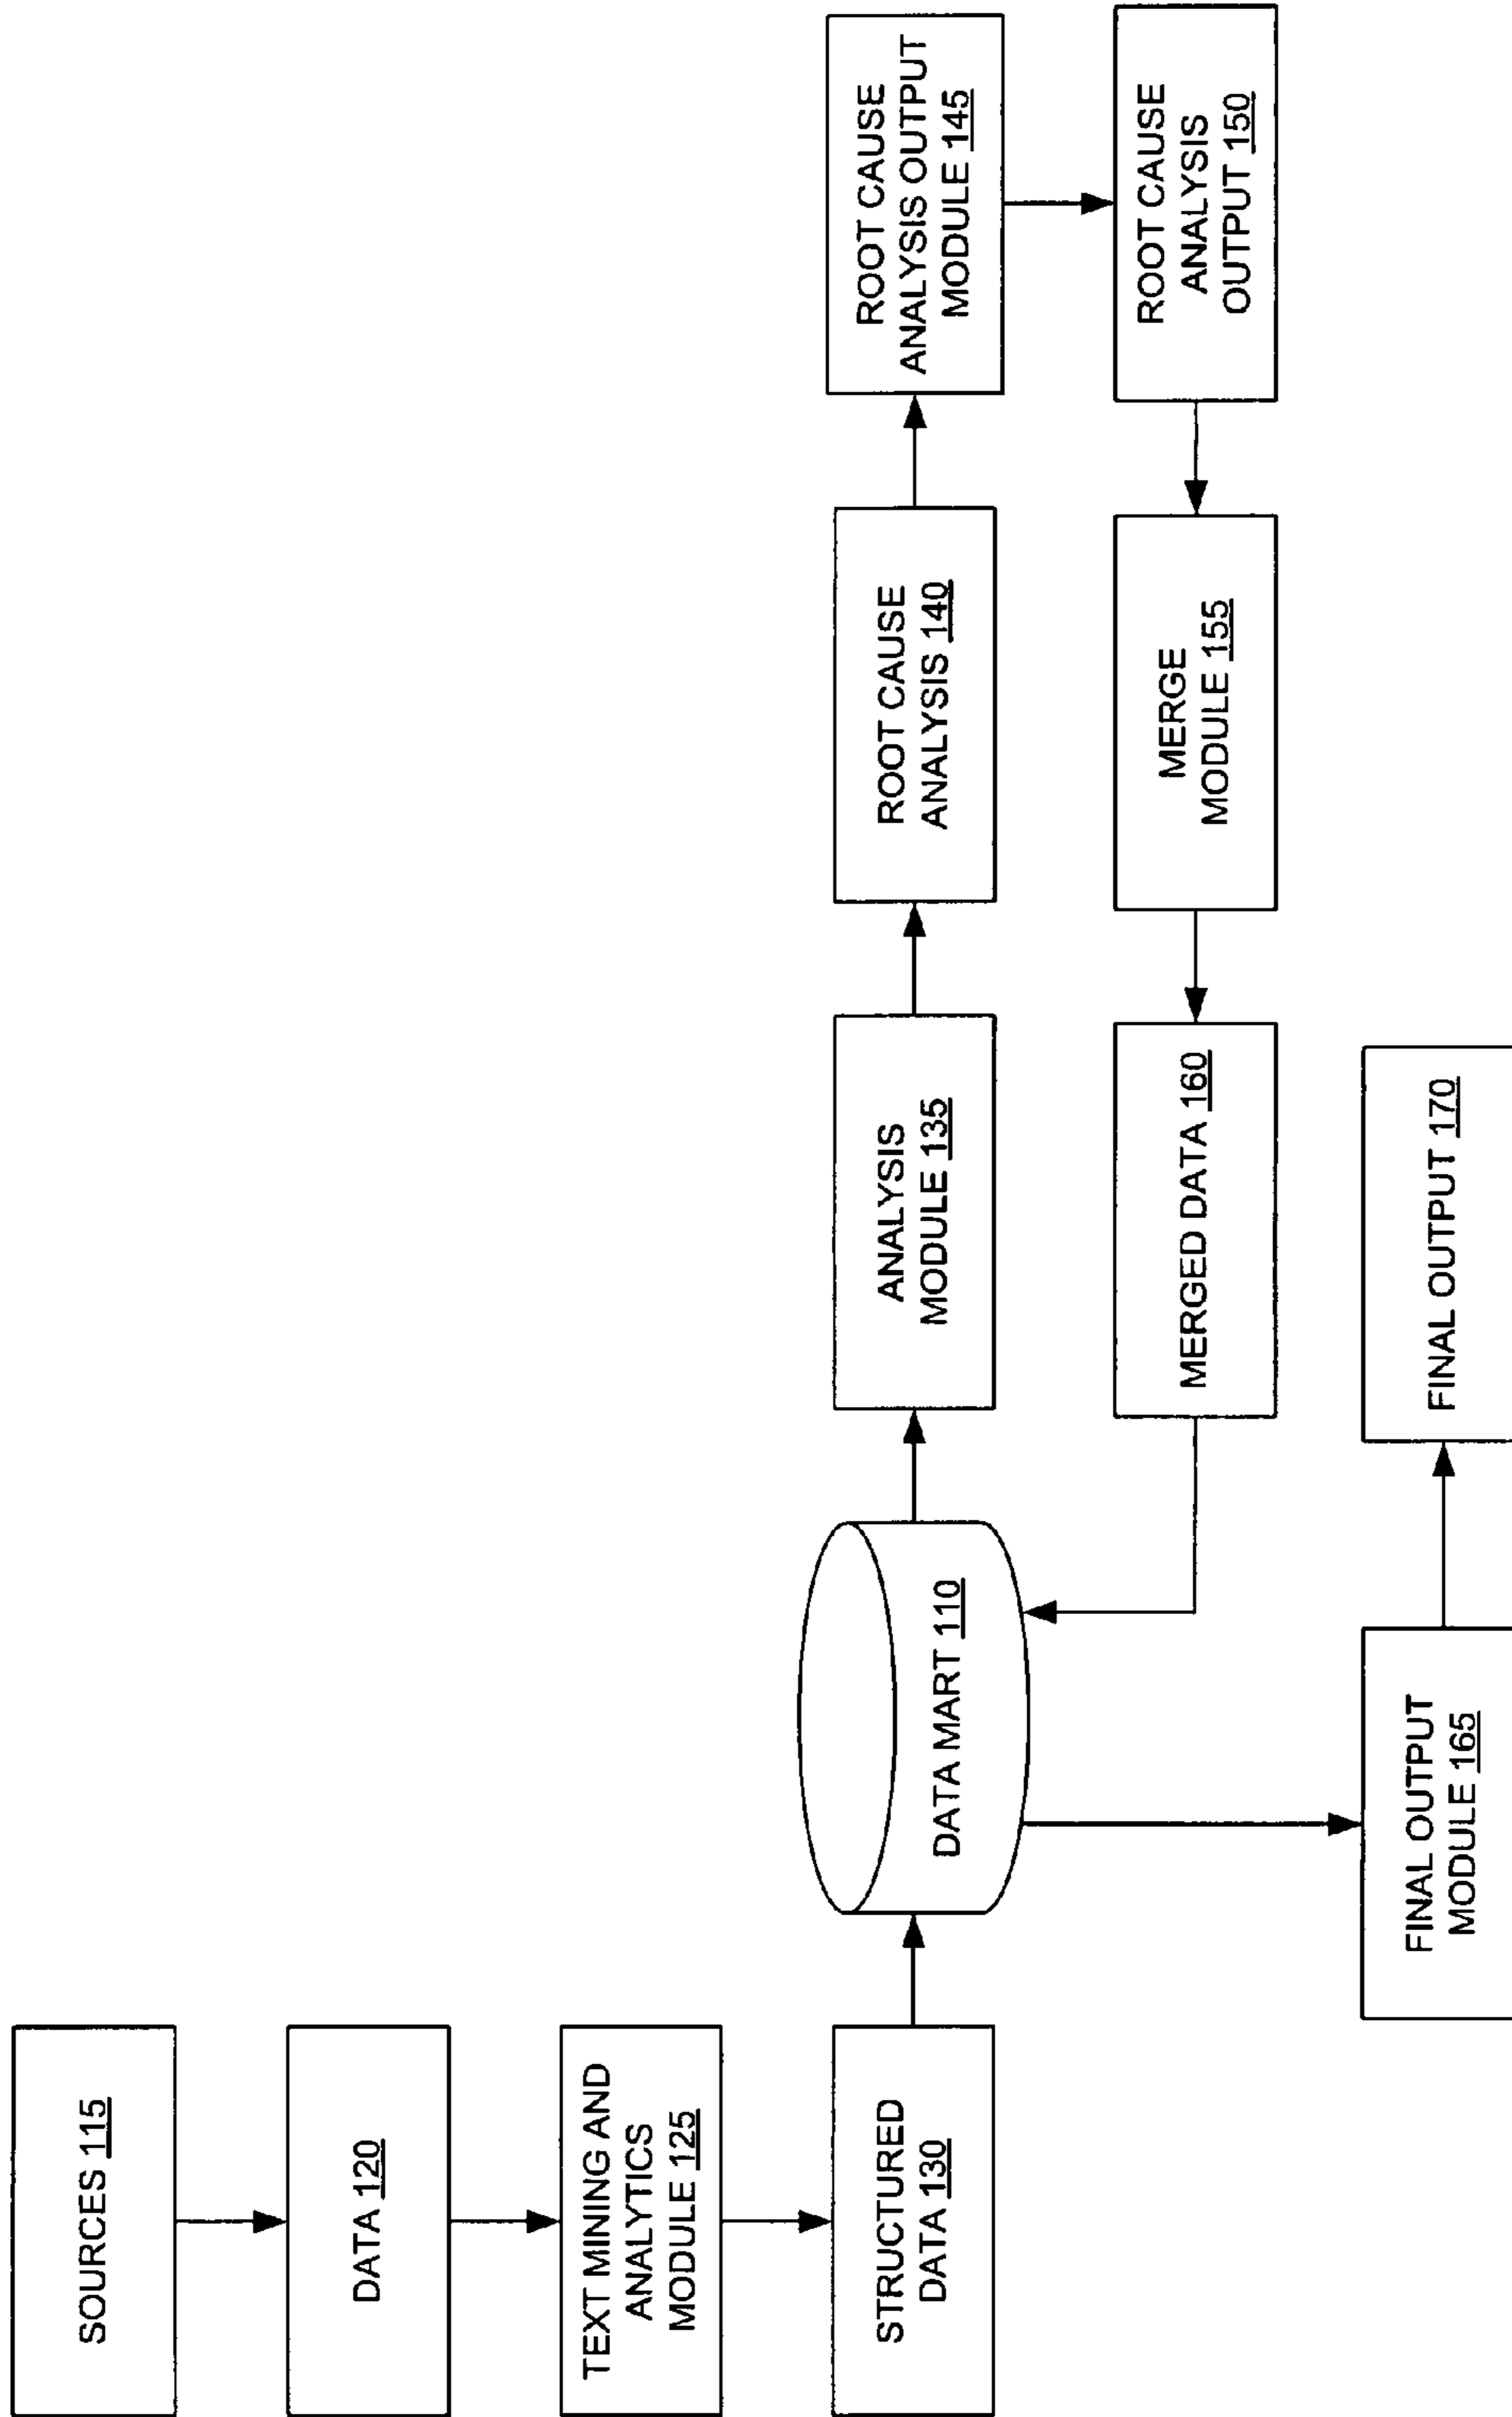 SOURCES 115
DATA 120
TEXT MINING AND
ANALYTICS
MODULE 125
STRUCTURED
DATA 130
DATA MART 110
ANALYSIS
MODULE 135
ROOT CAUSE
ANALYSIS 140
ROOT CAUSE
ANALYSIS OUTPUT
MODULE 145
ROOT CAUSE
ANALYSIS
OUTPUT 150
MERGE
MODULE 155
MERGED DATA 160
FINAL OUTPUT
MODULE 165
FINAL OUTPUT 170